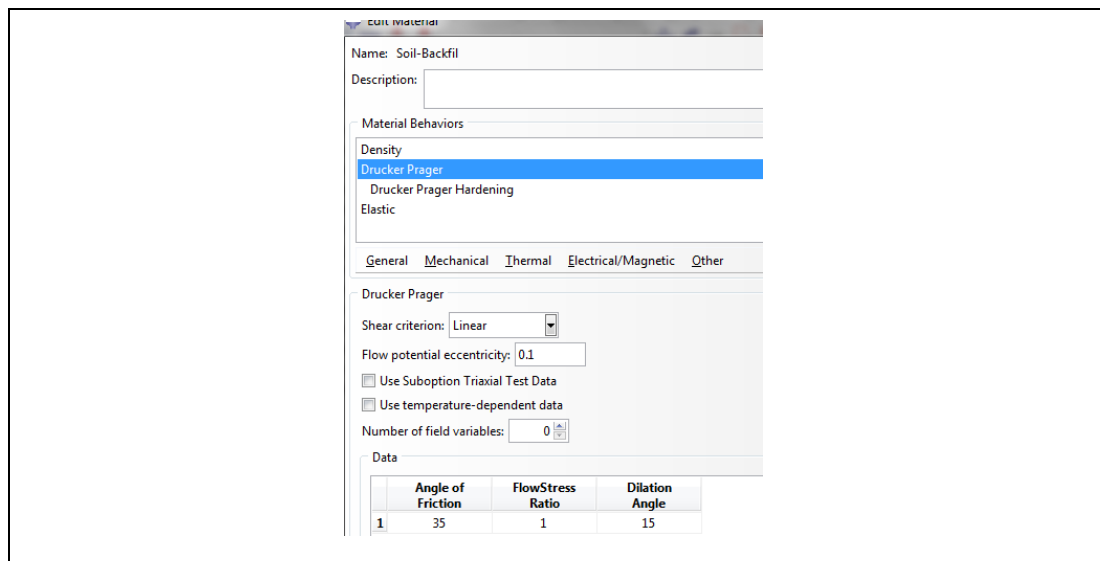 Edit Material
Name: Soil-Backfil
Description:
Material Behaviors
Density
Drucker Prager
Drucker Prager Hardening
Elastic
General Mechanical Thermal Electrical/Magnetic Other
Drucker Prager
Shear criterion: Linear
Flow potential eccentricity: 0.1
Use Suboption Triaxial Test Data
Use temperature-dependent data
Number of field variables: 0
Data
Angle of FlowStress Dilation
Friction Ratio Angle
1 35 1 15